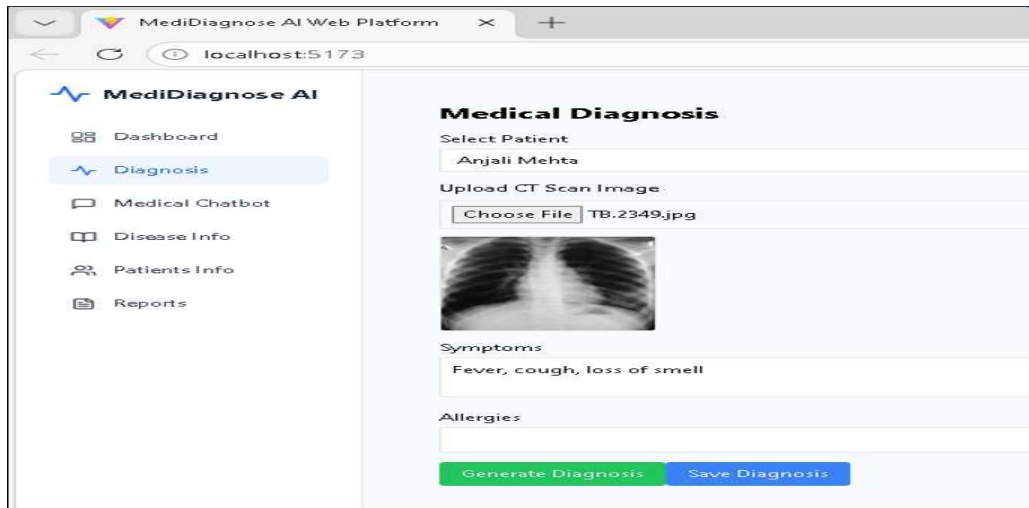 MediDiagnose AI Web Platform
localhost:5173
MediDiagnose AI
Dashboard
Diagnosis
Medical Chatbot
Disease Info
Patients Info
Reports
Medical Diagnosis
Select Patient
Anjali Mehta
Upload CT Scan Image
Choose File TB.2349.jpg
Symptoms
Fever, cough, loss of smell
Allergies
Generate Diagnosis Save Diagnosis